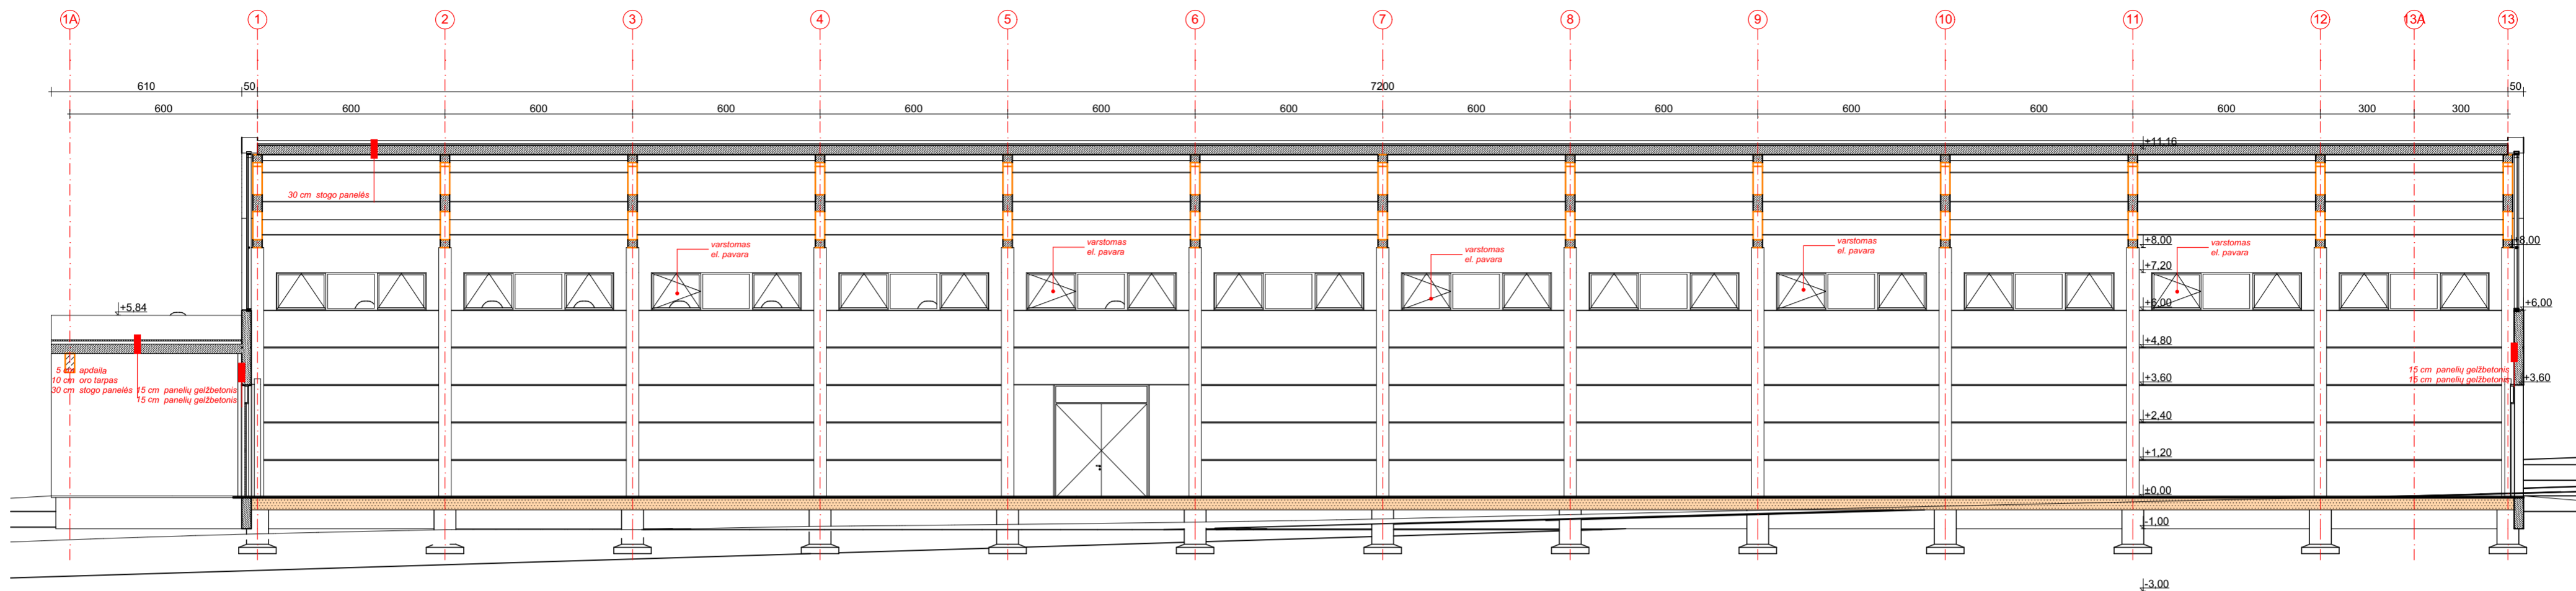 1A 1 2 3 4 5 6 7 8 9 10 11 12 13A 13
610 50 7200 50
600 600 600 600 600 600 600 600 600 600 600 600 300 300
+11,16
30 cm stogo panelės
varstomas
el. pavara
varstomas
el. pavara
varstomas
el. pavara
varstomas
el. pavara
varstomas
el. pavara
+8,00
+8,00
+7,20
+6,00
+6,00
+5,84
+4,80
5 cm apdaila
10 cm oro tarpas
30 cm stogo panelės
15 cm panelių gelžbetonis
15 cm panelių gelžbetonis
15 cm panelių gelžbetonis
15 cm panelių gelžbetonis
+3,60
+3,60
+2,40
+1,20
±0,00
-1,00
-3,00